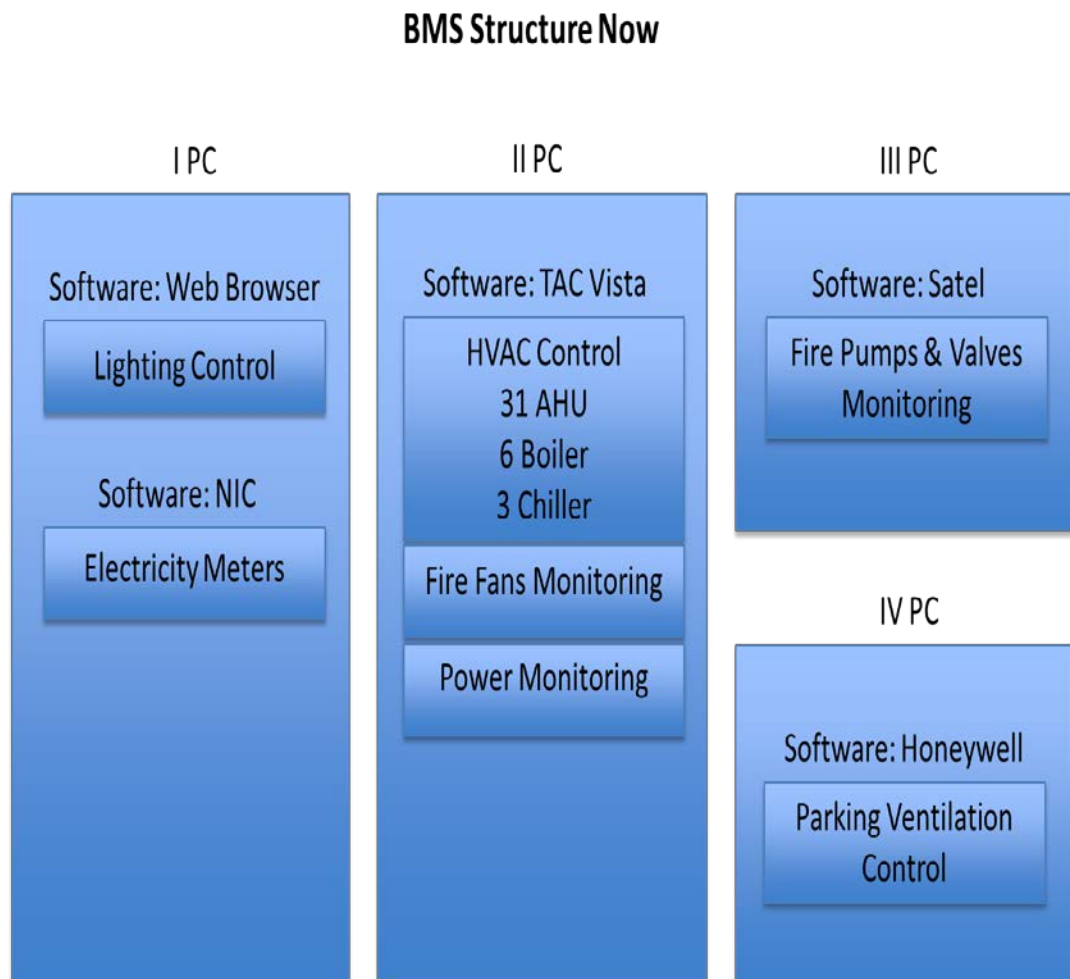 BMS Structure Now
I PC
Software: Web Browser
Lighting Control
Software: NIC
Electricity Meters
II PC
Software: TAC Vista
HVAC Control
31 AHU
6 Boiler
3 Chiller
Fire Fans Monitoring
Power Monitoring
III PC
Software: Satel
Fire Pumps & Valves
Monitoring
IV PC
Software: Honeywell
Parking Ventilation
Control